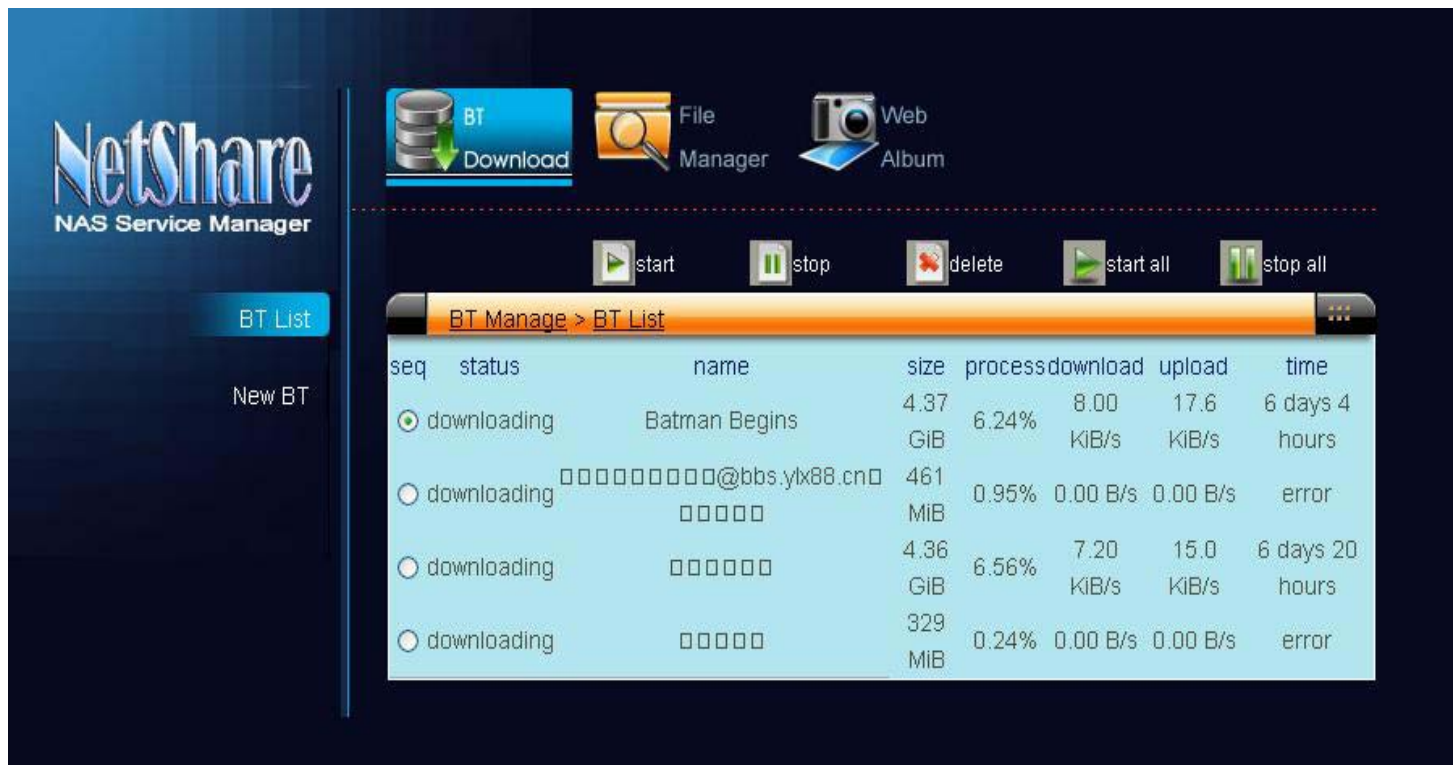 BT
Download
File
Manager
Web
Album
NetShare
NAS Service Manager
start stop delete start all stop all
BT List
New BT
BT Manage > BT List
seq status name size process download upload time
downloading Batman Begins 4.37 GiB 6.24% 8.00 KiB/s 17.6 KiB/s 6 days 4 hours
downloading @bbs.ylx88.cn 461 MiB 0.95% 0.00 B/s 0.00 B/s error
downloading 4.36 GiB 6.56% 7.20 KiB/s 15.0 KiB/s 6 days 20 hours
downloading 329 MiB 0.24% 0.00 B/s 0.00 B/s error